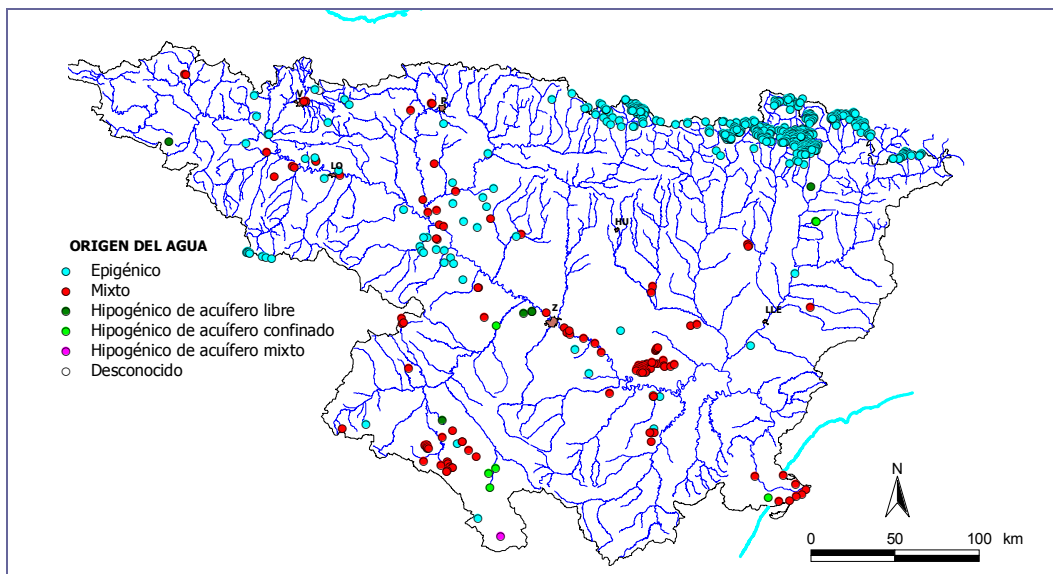 V
P
LO
HU
ORIGEN DEL AGUA
Epigénico
Mixto
Hipogénico de acuífero libre
Hipogénico de acuífero confinado
Hipogénico de acuífero mixto
Desconocido
Z
LLE
N
0 50 100 km